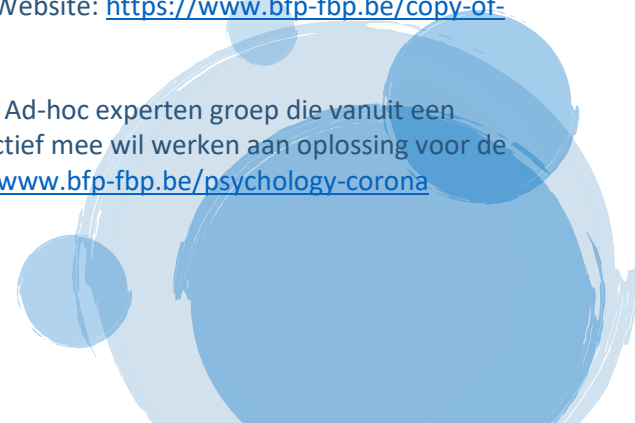 Website: https://www.bfp-fbp.be/copy-of-
Ad-hoc experten groep die vanuit een
ctief mee wil werken aan oplossing voor de
www.bfp-fbp.be/psychology-corona